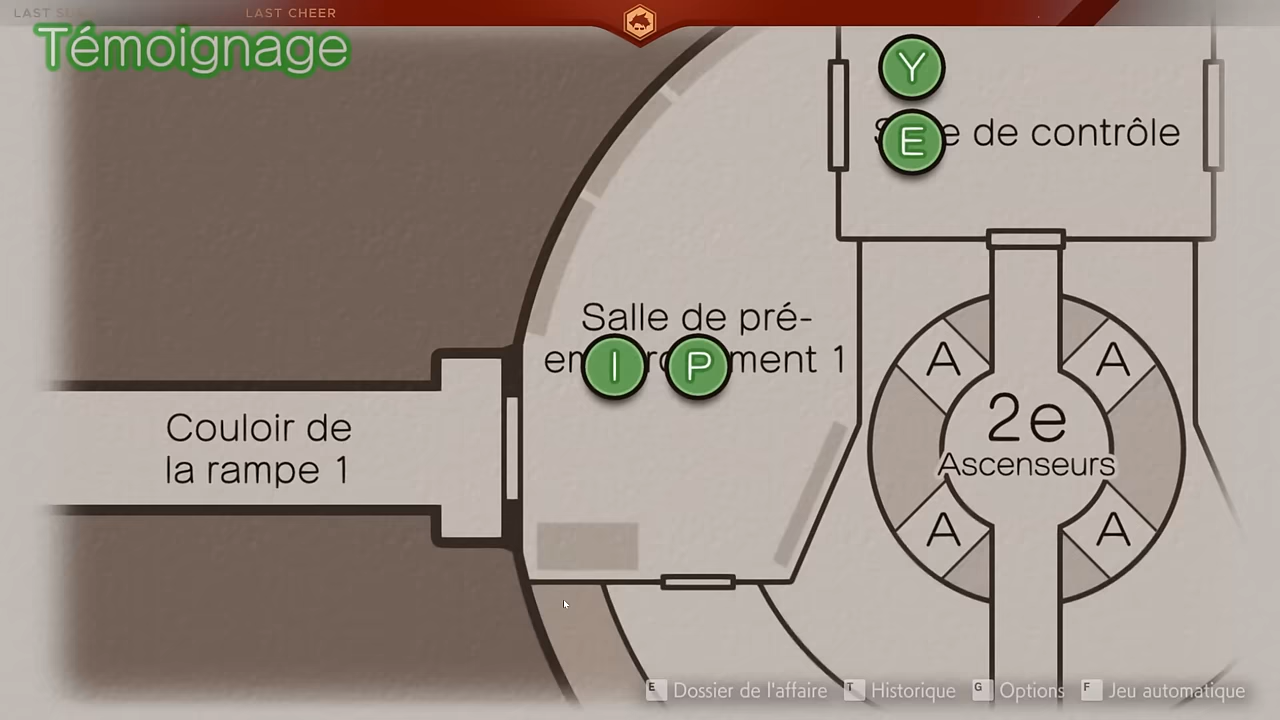 LAST CHEER
Témoignage
Y
E
de contrôle
Salle de pré-
I P
ment 1
Couloir de
la rampe 1
A A
2e
Ascenseurs
A A
E Dossier de l'affaire T Historique G Options F Jeu automatique